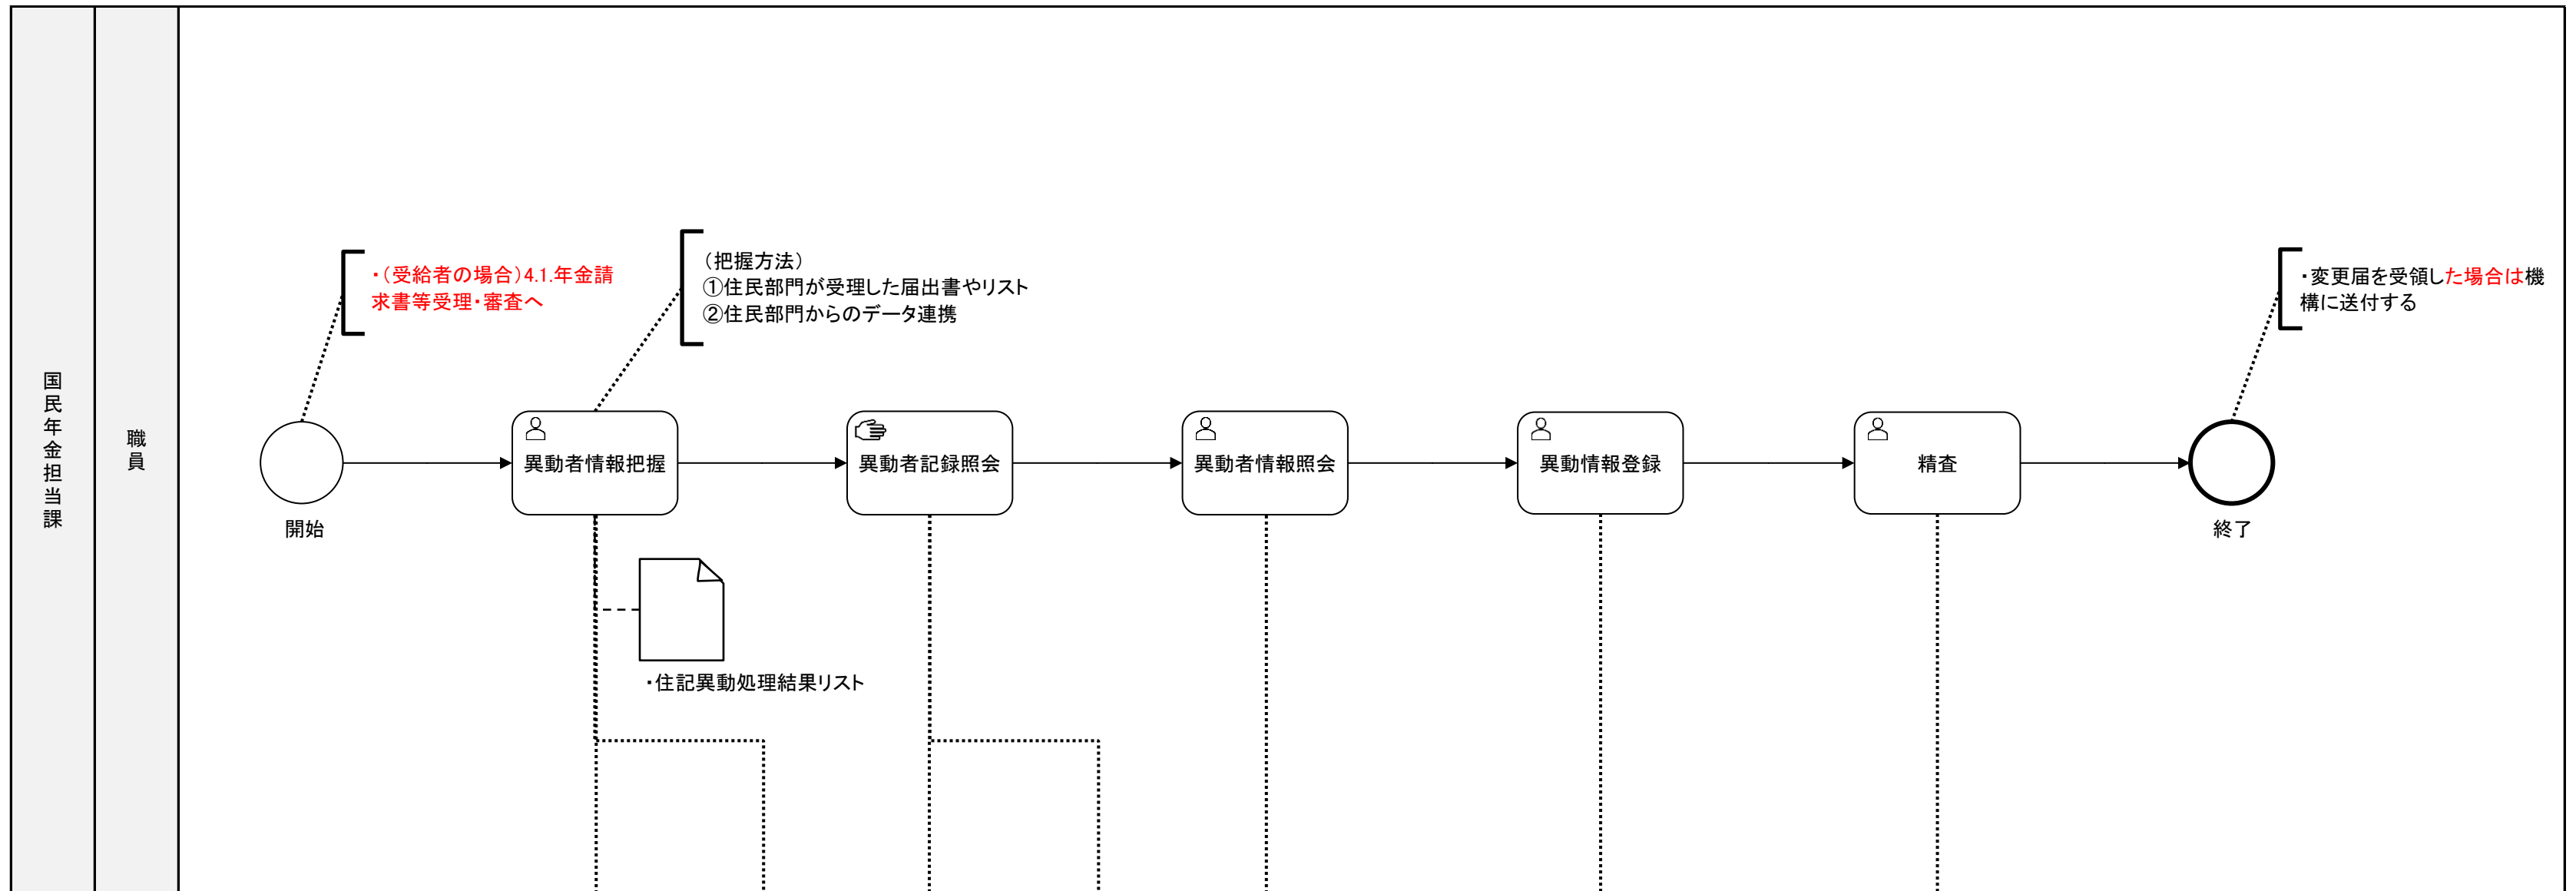 国民年金担当課
職員
・（受給者の場合）4.1.年金請
求書等受理・審査へ
（把握方法）
①住民部門が受理した届出書やリスト
②住民部門からのデータ連携
・変更届を受領した場合は機
構に送付する
異動者情報把握
異動者記録照会
異動者情報照会
異動情報登録
精査
開始
終了
・住記異動処理結果リスト